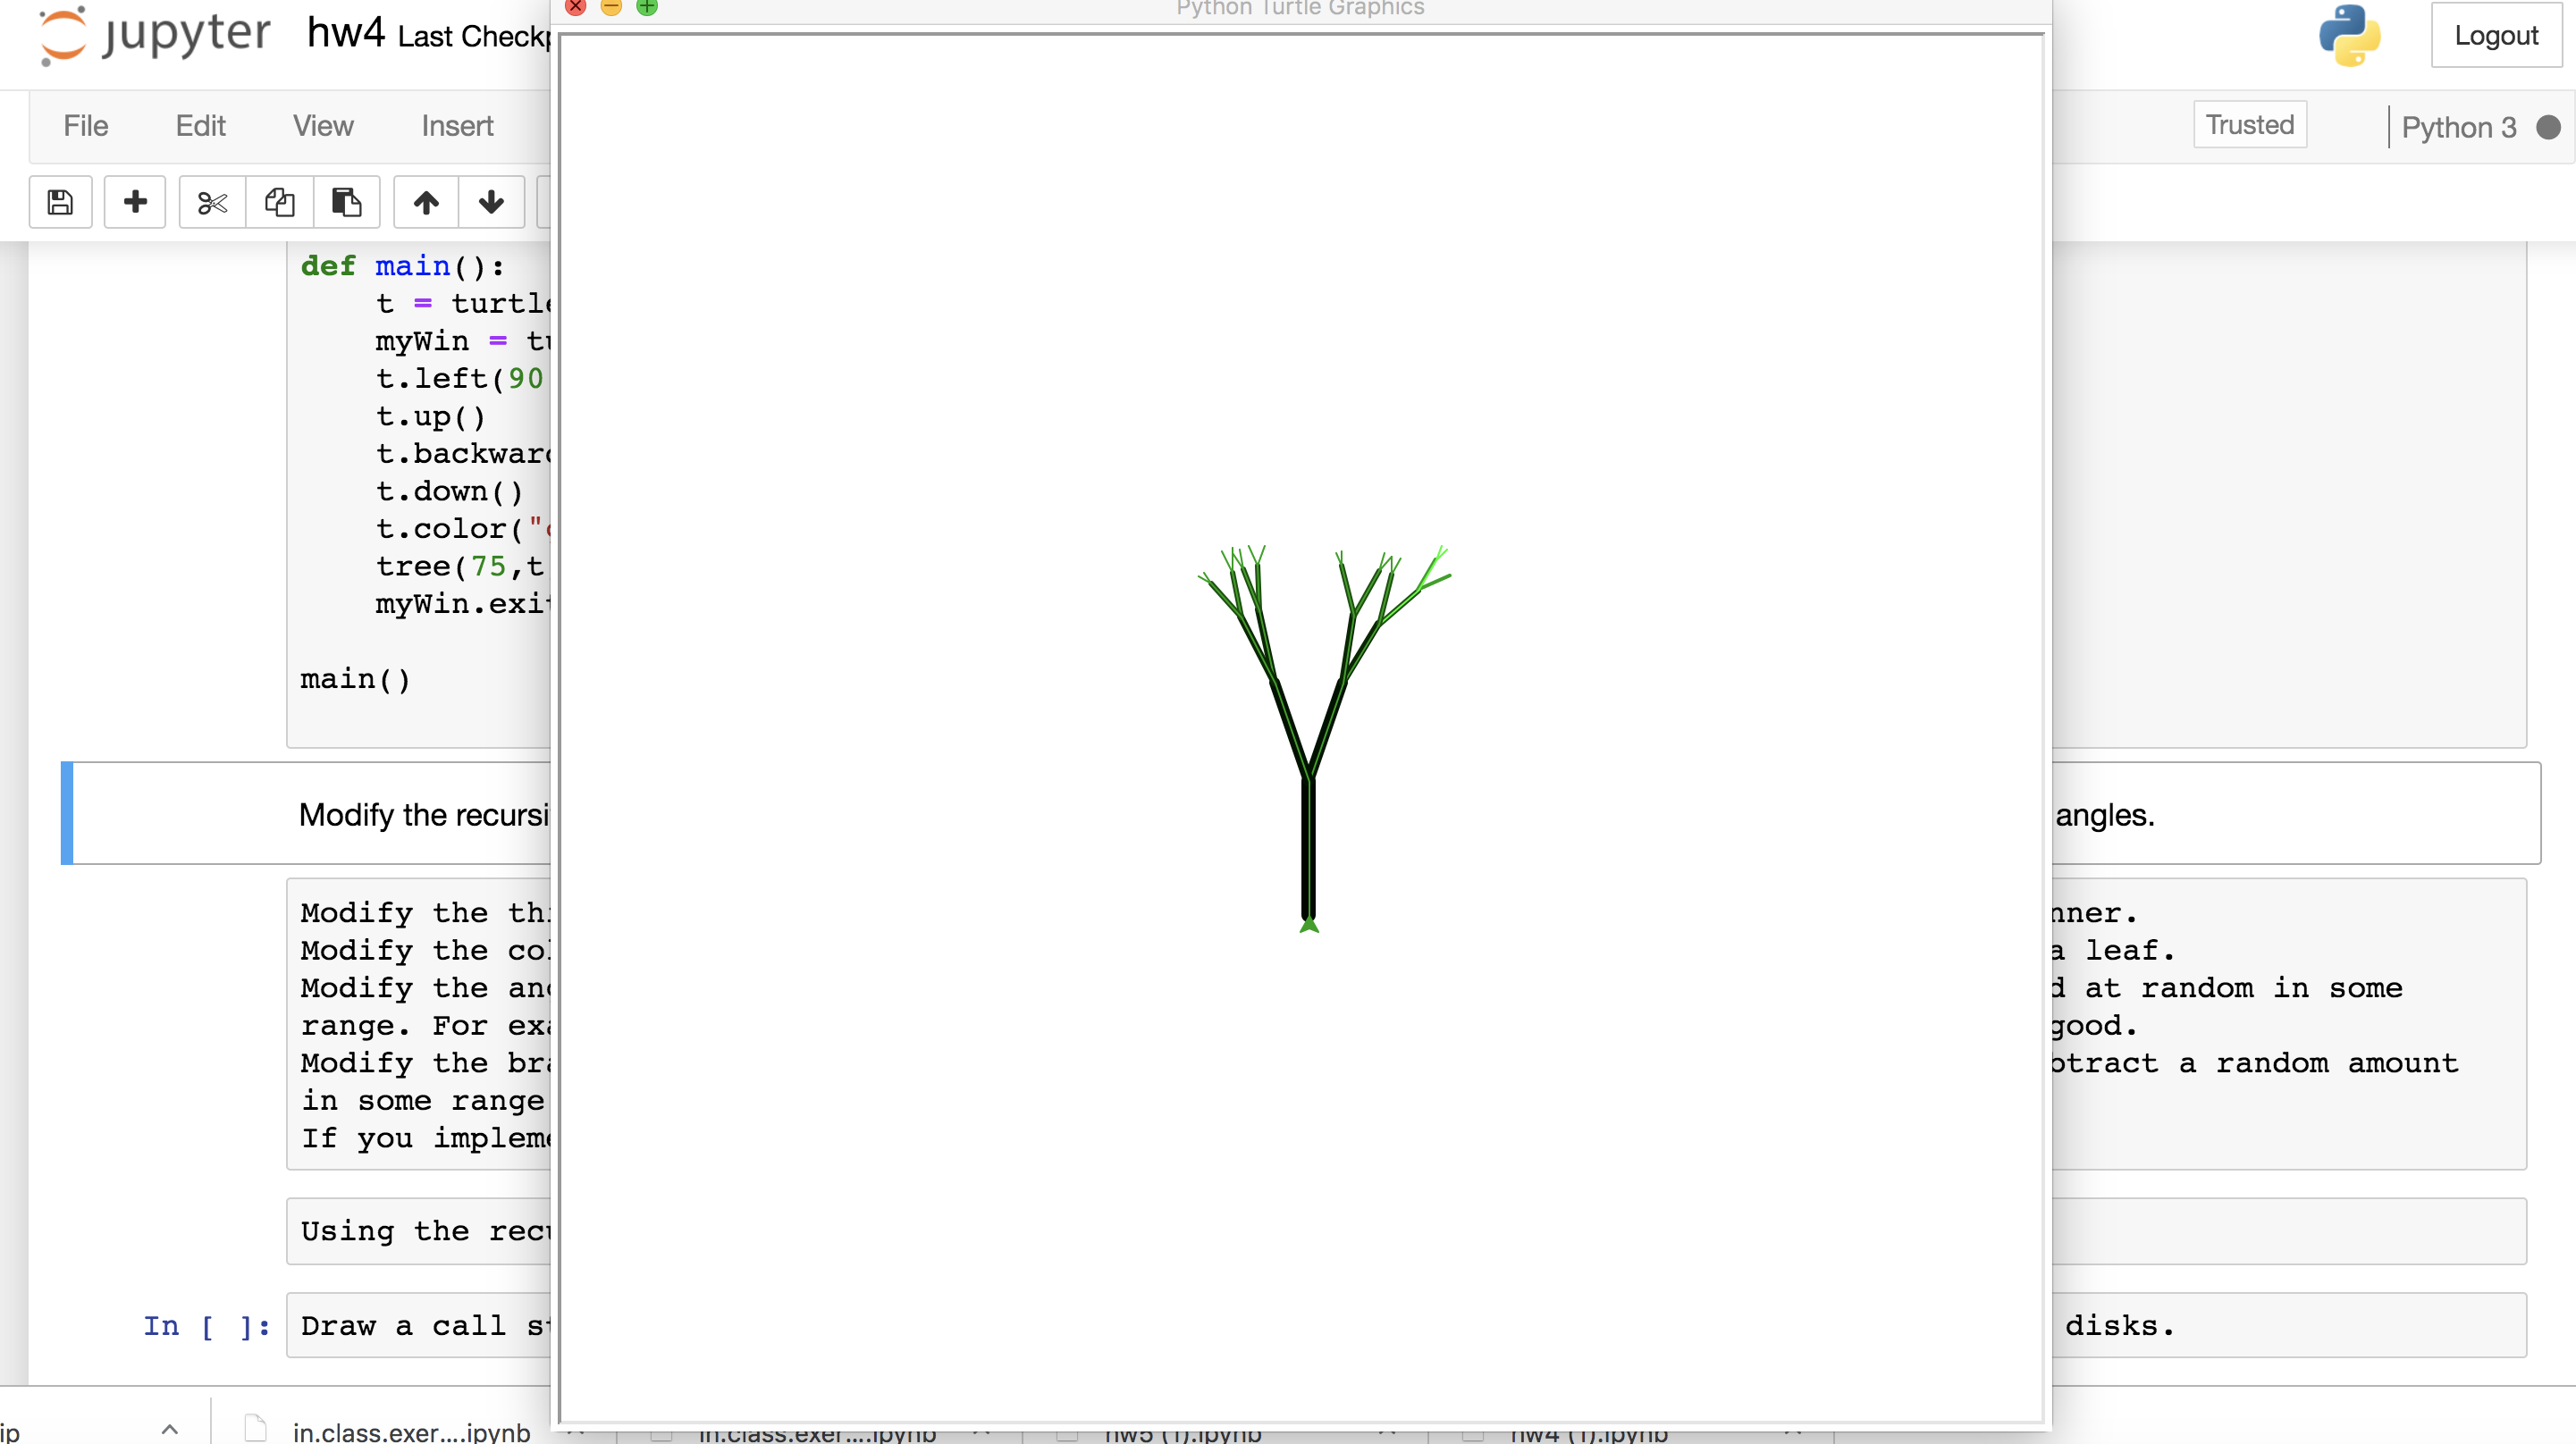 Python Turtle Graphics
jupyter hw4 Last Checkp
Logout
File Edit View Insert
Trusted
Python 3
def main():
t = turtle
myWin = tu
t.left(90
t.up()
t.backward
t.down()
t.color("g
tree(75,t
myWin.exit
main()
Modify the recursi angles.
Modify the thi nner.
Modify the col a leaf.
Modify the ang d at random in some
range. For exa good.
Modify the bra btract a random amount
in some range
If you impleme
Using the recu
In [ ]: Draw a call st disks.
ip in.class.exer....ipynb in.class.exer....ipynb hw5 (1).ipynb hw4 (1).ipynb